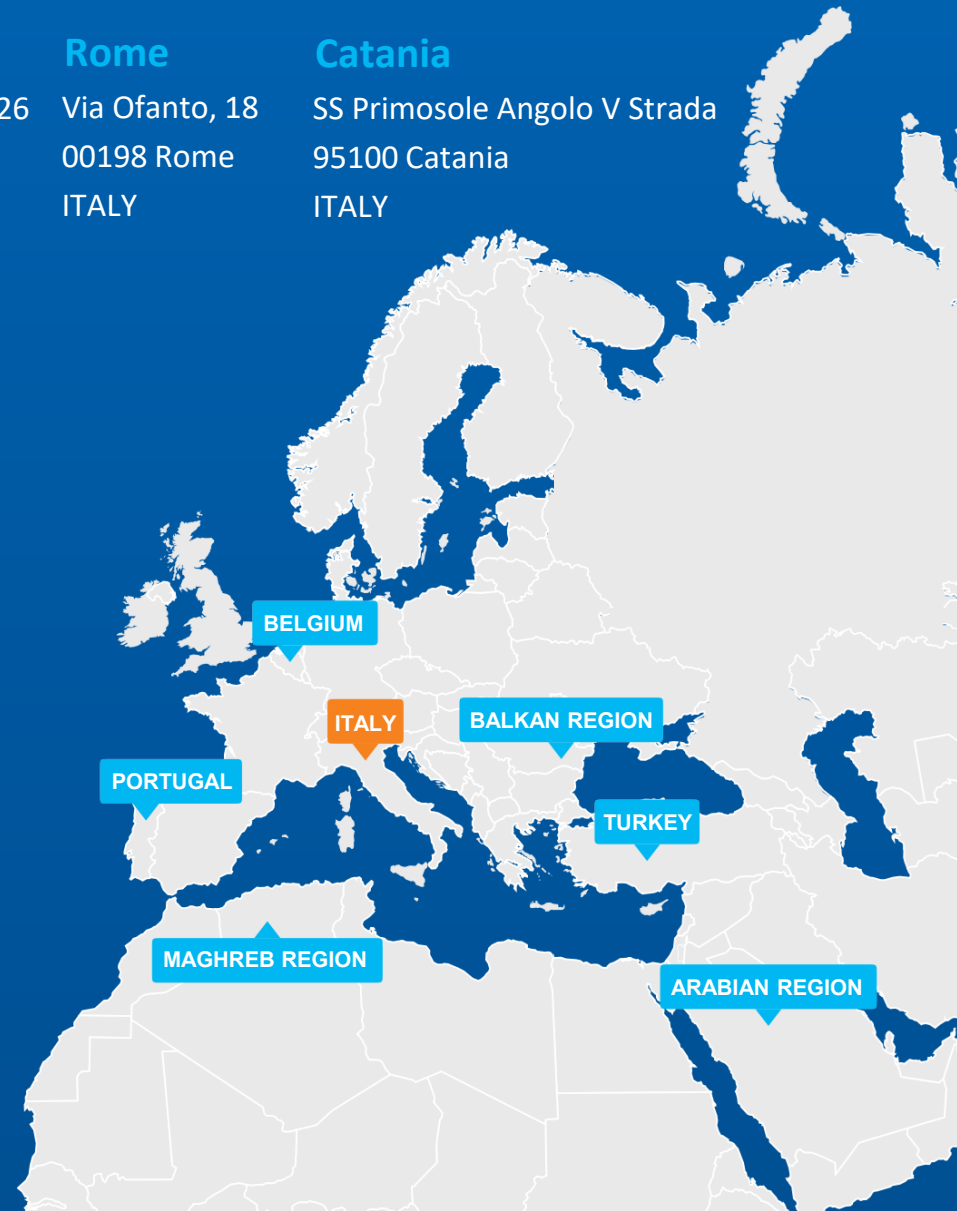 Rome
Via Ofanto, 18
00198 Rome
ITALY
Catania
SS Primosole Angolo V Strada
95100 Catania
ITALY
26
BELGIUM
ITALY
BALKAN REGION
PORTUGAL
TURKEY
MAGHREB REGION
ARABIAN REGION